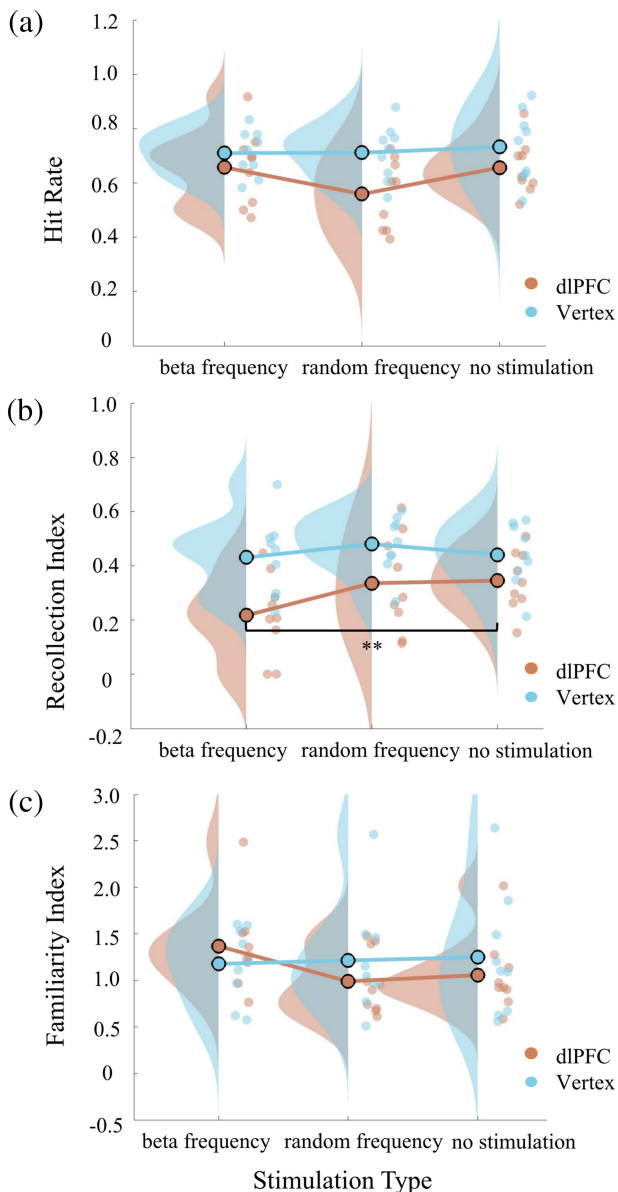 (a)
Hit Rate
1.2
1.0
0.8
0.6
0.4
0.2
0
beta frequency random frequency no stimulation
dlPFC
Vertex
(b)
Recollection Index
1.0
0.8
0.6
0.4
0.2
0
-0.2
**
beta frequency random frequency no stimulation
dlPFC
Vertex
(c)
Familiarity Index
3.0
2.5
2.0
1.5
1.0
0.5
0
-0.5
beta frequency random frequency no stimulation
dlPFC
Vertex
Stimulation Type